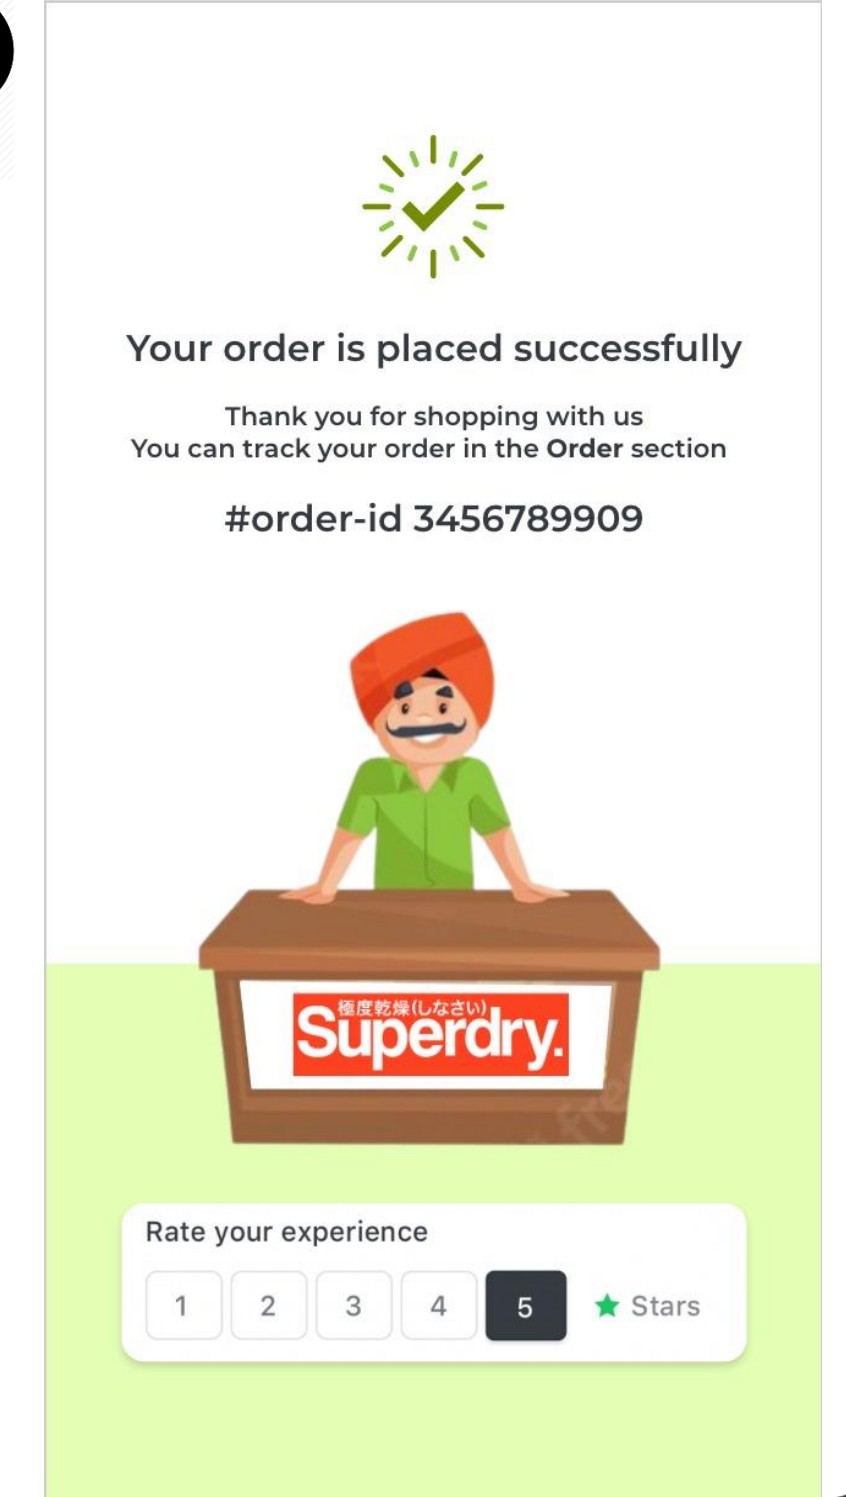 Your order is placed successfully
Thank you for shopping with us
You can track your order in the Order section
#order-id 3456789909
極度乾燥(しなさい)
Superdry.
Rate your experience
1 2 3 4 5 Stars